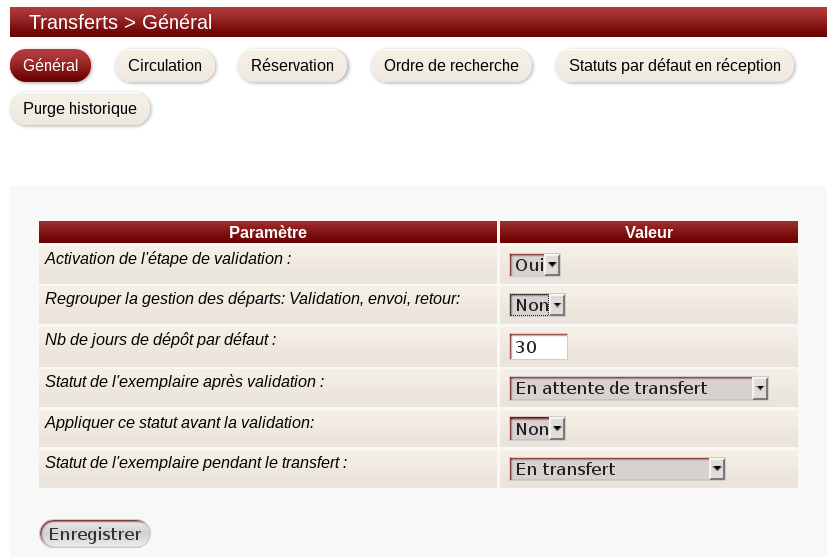 Transferts > Général
Général Circulation Réservation Ordre de recherche Statuts par défaut en réception
Purge historique
Paramètre Valeur
Activation de l'étape de validation : Oui
Regrouper la gestion des départs: Validation, envoi, retour: Non
Nb de jours de dépôt par défaut : 30
Statut de l'exemplaire après validation : En attente de transfert
Appliquer ce statut avant la validation: Non
Statut de l'exemplaire pendant le transfert : En transfert
Enregistrer